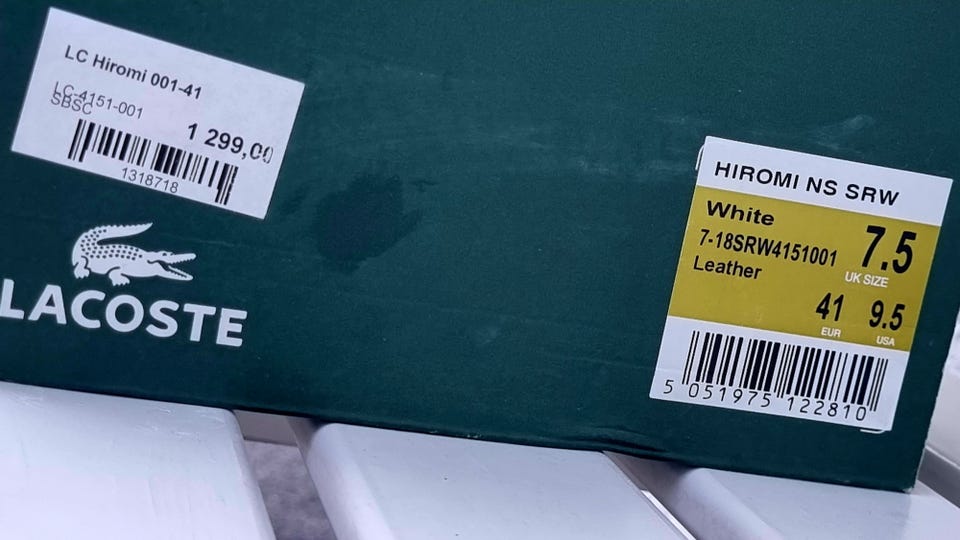 LC Hiromi 001-41
LC-4151-001
SBSC
1 299,00
1318718
LACOSTE
HIROMI NS SRW
White
7-18SRW4151001
Leather
7.5
UK SIZE
41 9.5
EUR USA
5 051975 122810